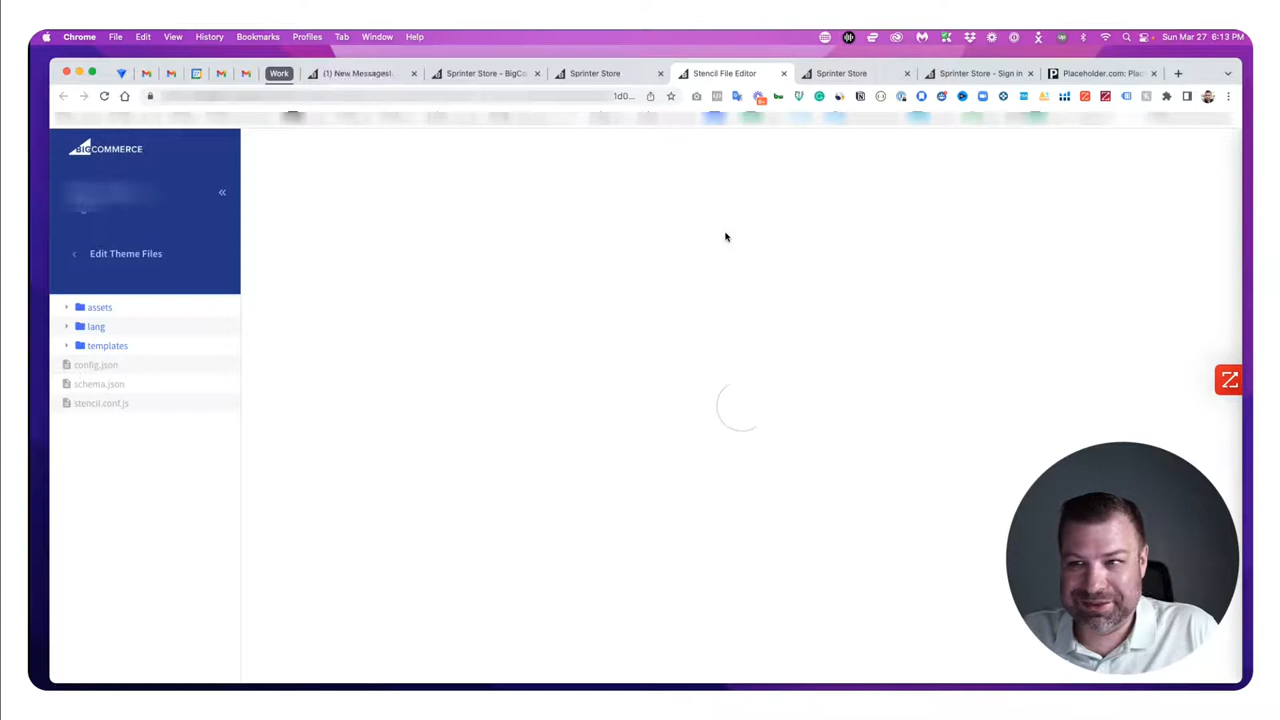 Chrome File Edit View History Bookmarks Profiles Tab Window Help Sun Mar 27 6:13 PM
Work (1) New Messages! Sprinter Store - BigCo Sprinter Store Stencil File Editor Sprinter Store Sprinter Store - Sign in Placeholder.com: Plac
1d0...
BIGCOMMERCE
Edit Theme Files
assets
lang
templates
config.json
schema.json
stencil.conf.js